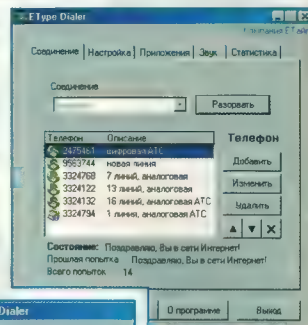 EType Dialer
Компания ETail
Соединение Настройка Приложения Звук Статистика
Соединение
Разорвать
Телефон Описание
2475461 цифровая АТС
9563744 новая линия
3324768 7 линий, аналоговая
3324122 13 линий, аналоговая
3324132 16 линий, аналоговая АТС
3324794 1 линия, аналоговая АТС
Телефон
Добавить
Изменить
Удалить
Состояние: Поздравляю, Вы в сети Интернет!
Прошлая попытка Поздравляю, Вы в сети Интернет!
Всего попыток 14
Dialer
О программе Выход